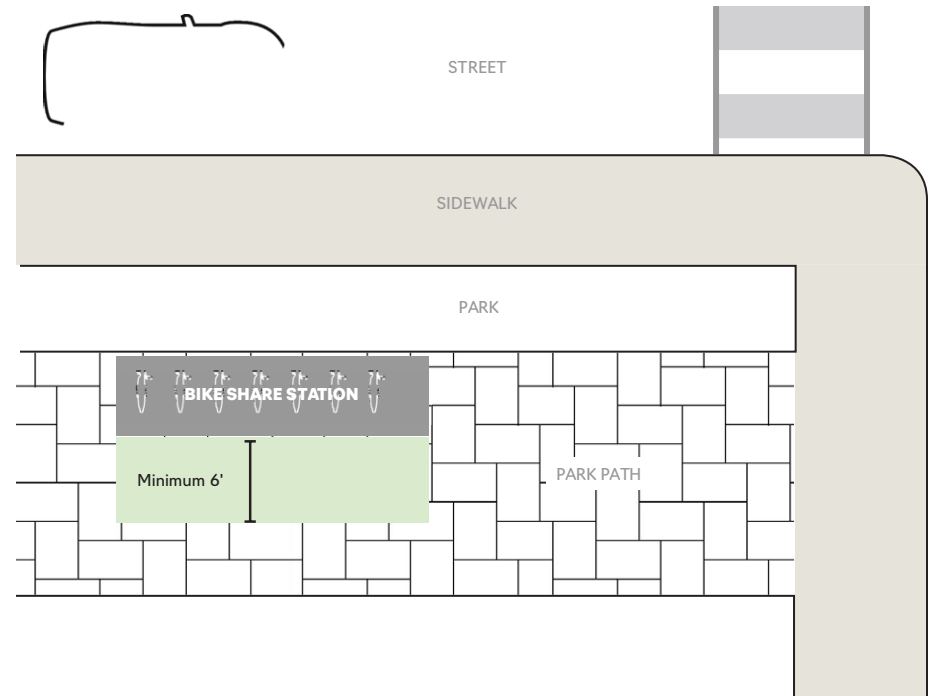 STREET
SIDEWALK
PARK
BIKE SHARE STATION
PARK PATH
Minimum 6'